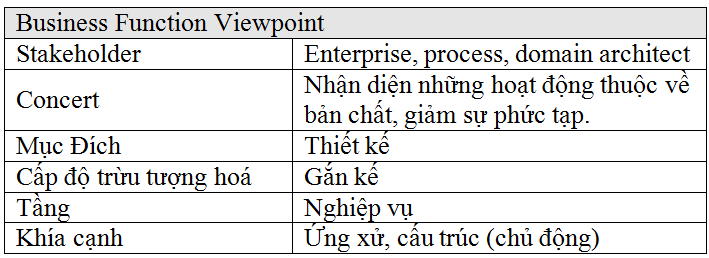 Business Function Viewpoint
Stakeholder Enterprise, process, domain architect
Concert Nhận diện những hoạt động thuộc về
bản chất, giảm sự phức tạp.
Mục Đích Thiết kế
Cấp độ trừu tượng hoá Gắn kế
Tầng Nghiệp vụ
Khía cạnh Ứng xử, cấu trúc (chủ động)